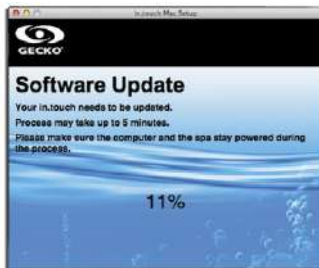 in.touch Mac Setup
GECKO
Software Update
Your in.touch needs to be updated.
Process may take up to 5 minutes.
Please make sure the computer and the spa stay powered during
the process.
11%